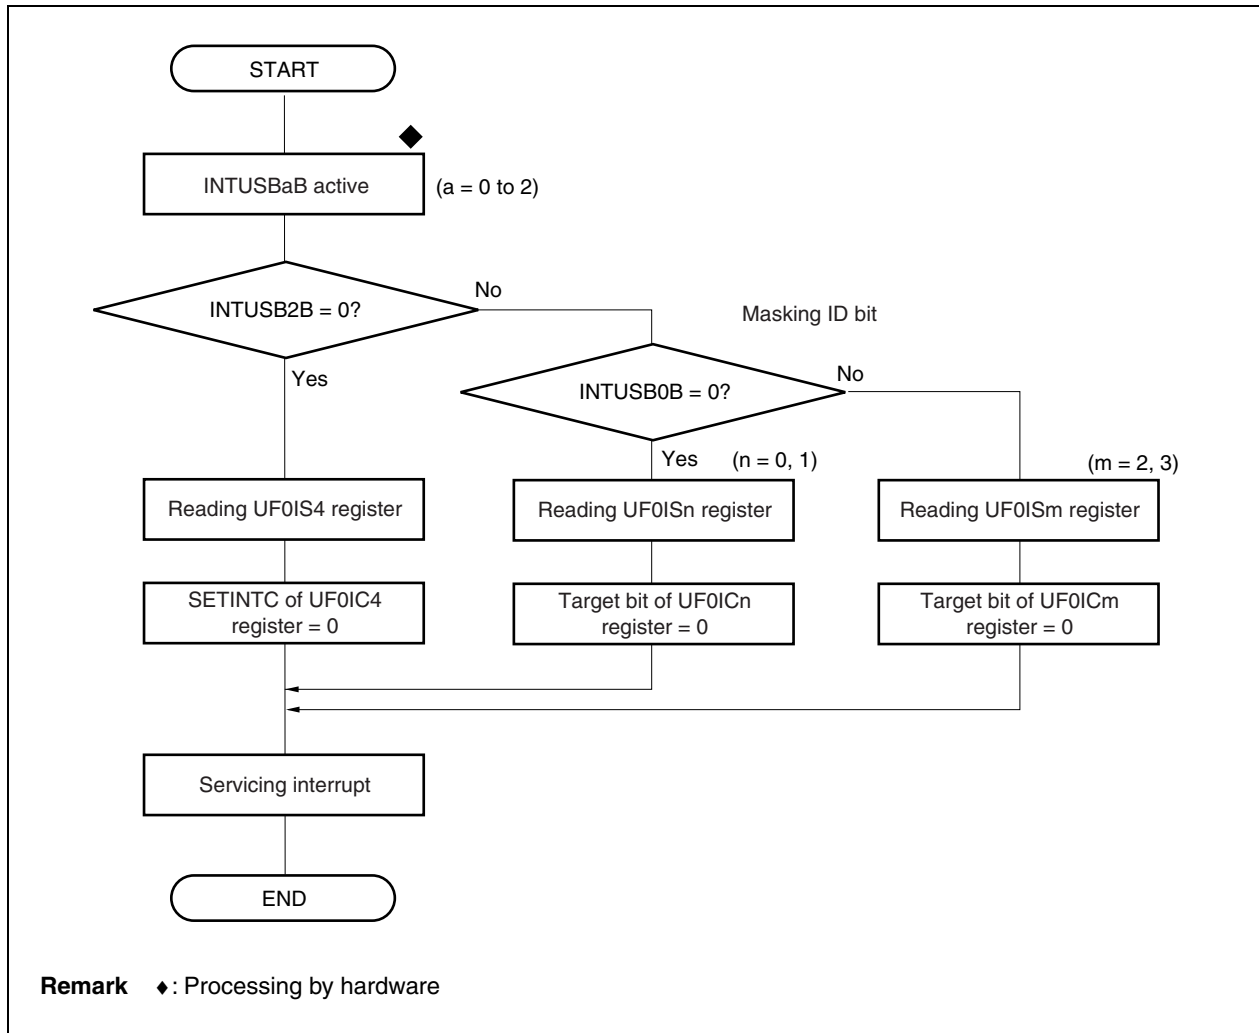 START
INTUSBaB active
(a = 0 to 2)
INTUSB2B = 0?
No
Masking ID bit
Yes
INTUSB0B = 0?
No
Yes
(n = 0, 1)
(m = 2, 3)
Reading UF0IS4 register
Reading UF0ISn register
Reading UF0ISm register
SETINTC of UF0IC4
register = 0
Target bit of UF0ICn
register = 0
Target bit of UF0ICm
register = 0
Servicing interrupt
END
Remark ♦: Processing by hardware